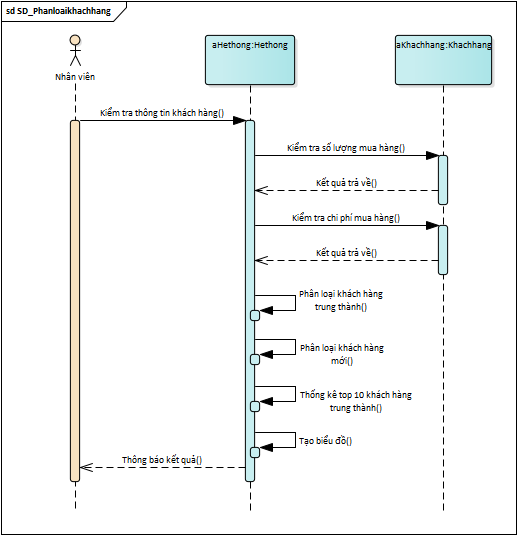 sd SD_Phanloaikhachhang
aHethong:Hethong
aKhachhang:Khachhang
Nhân viên
Kiểm tra thông tin khách hàng()
Kiểm tra số lượng mua hàng()
Kết quả trả về()
Kiểm tra chi phí mua hàng()
Kết quả trả về()
Phân loại khách hàng
trung thành()
Phân loại khách hàng
mới()
Thống kê top 10 khách hàng
trung thành()
Tạo biểu đồ()
Thông báo kết quả()